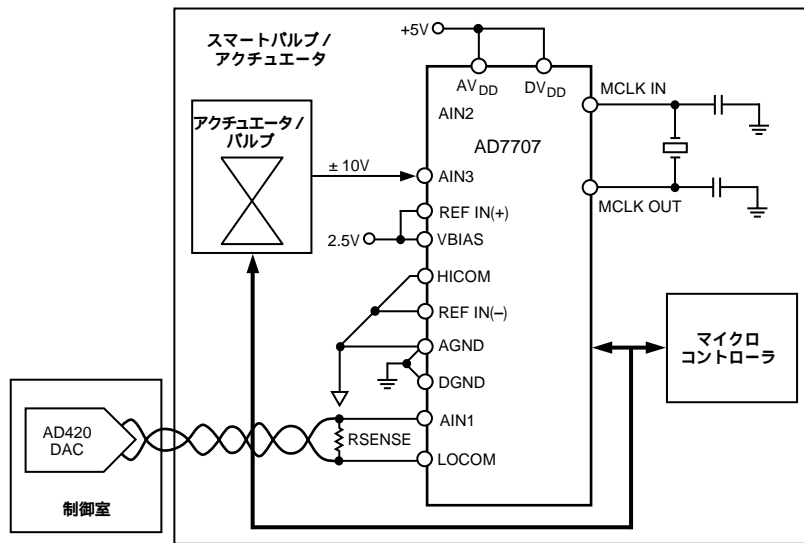 スマートバルブ/
アクチュエータ
+5V
AVDD
DVDD
MCLK IN
AIN2
アクチュエータ/
バルブ
AD7707
±10V
AIN3
REF IN(+)
MCLK OUT
2.5V
VBIAS
HICOM
REF IN(–)
マイクロ
コントローラ
AGND
DGND
AIN1
AD420
DAC
RSENSE
LOCOM
制御室